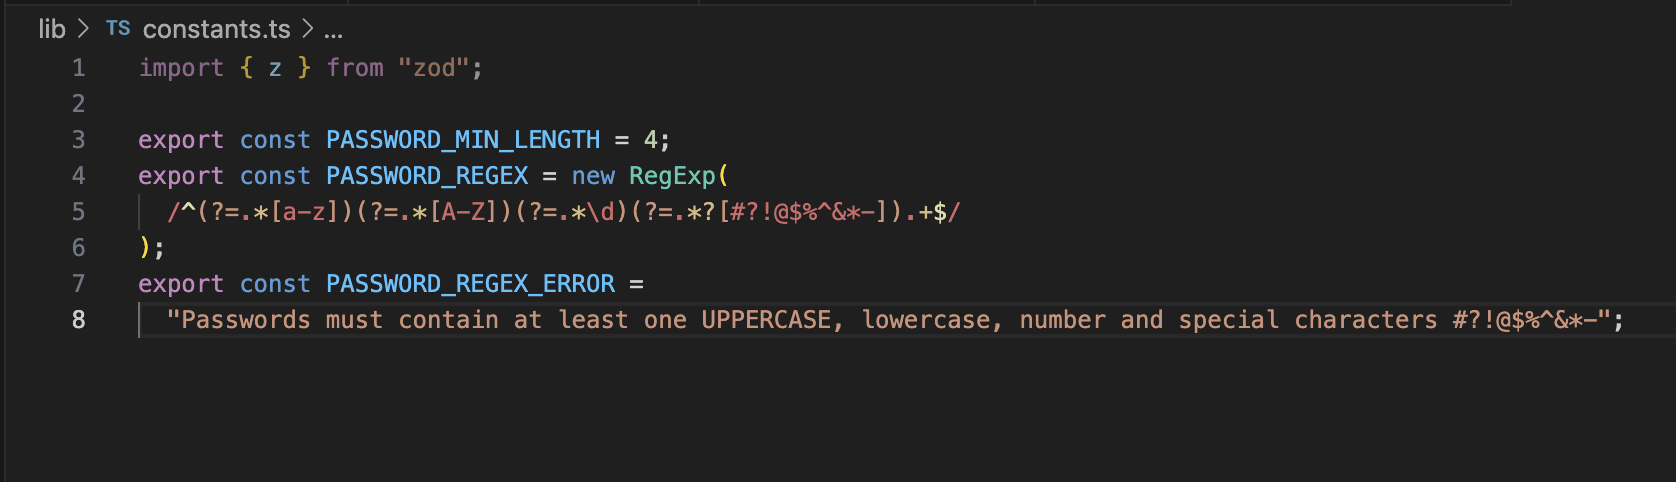 lib > TS constants.ts > ...
1 import { z } from "zod";
2
3 export const PASSWORD_MIN_LENGTH = 4;
4 export const PASSWORD_REGEX = new RegExp(
5 /^(?=.*[a-z])(?=.*[A-Z])(?=.*\d)(?=.*?[#?!@$%^&*-]).+$/
6 );
7 export const PASSWORD_REGEX_ERROR =
8 "Passwords must contain at least one UPPERCASE, lowercase, number and special characters #?!@$%^&*-";